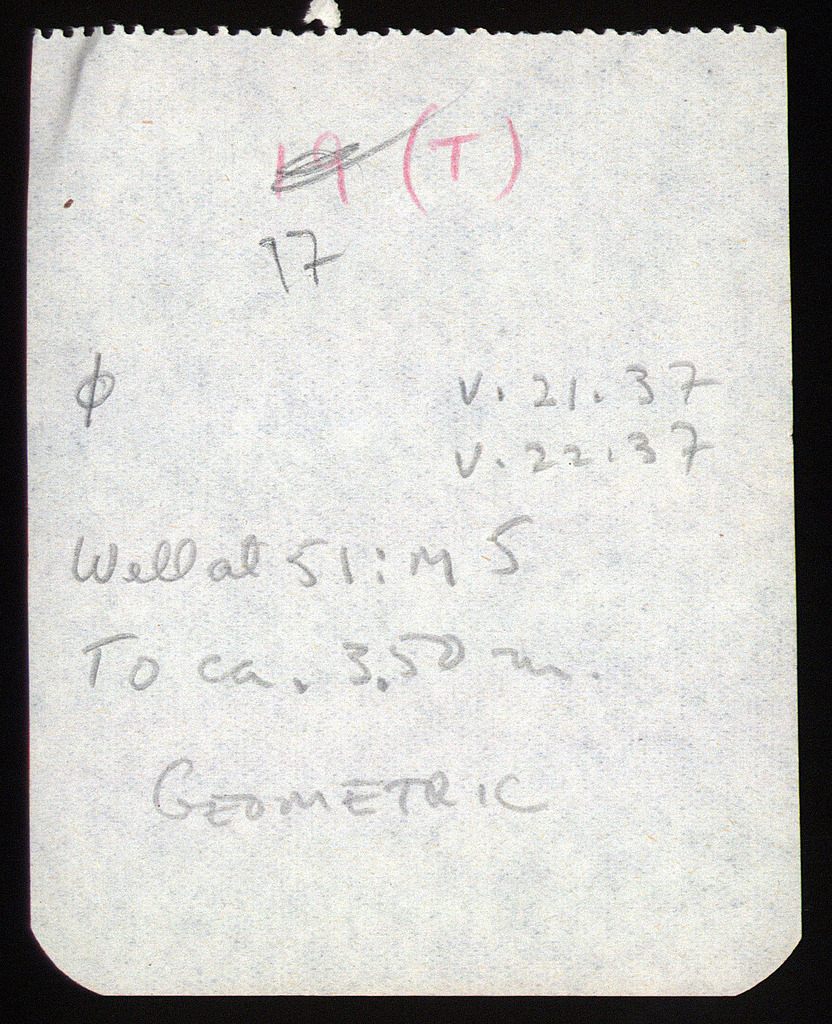 19 (T)
17
φ v.21.37
v.22.37
Well at 51:M 5
To ca. 3.50 m.
GEOMETRIC